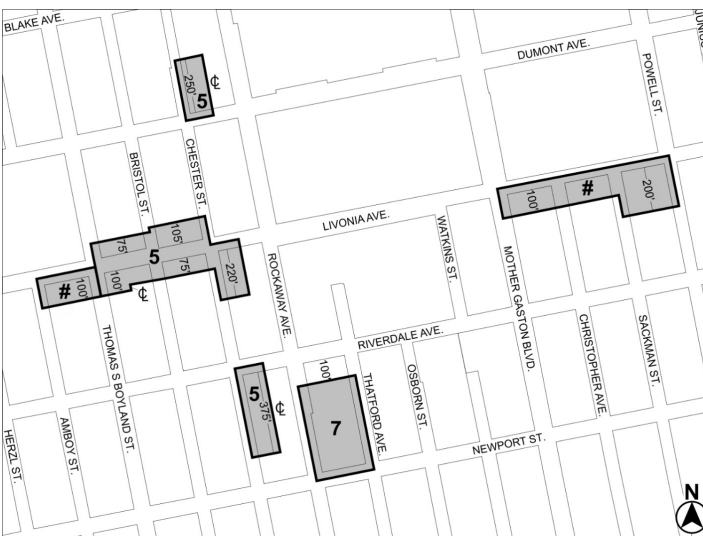 BLAKE AVE.
DUMONT AVE.
POWELL ST.
250'
5
℄
BRISTOL ST.
CHESTER ST.
LIVONIA AVE.
100'
#
200'
75'
105'
5
100'
75'
220'
#
100'
℄
ROCKAWAY AVE.
WATKINS ST.
MOTHER GASTON BLVD.
THOMAS S BOYLAND ST.
RIVERDALE AVE.
CHRISTOPHER AVE.
SACKMAN ST.
5
375'
℄
100'
7
THATFORD AVE.
OSBORN ST.
NEWPORT ST.
HERZL ST.
AMBOY ST.
N